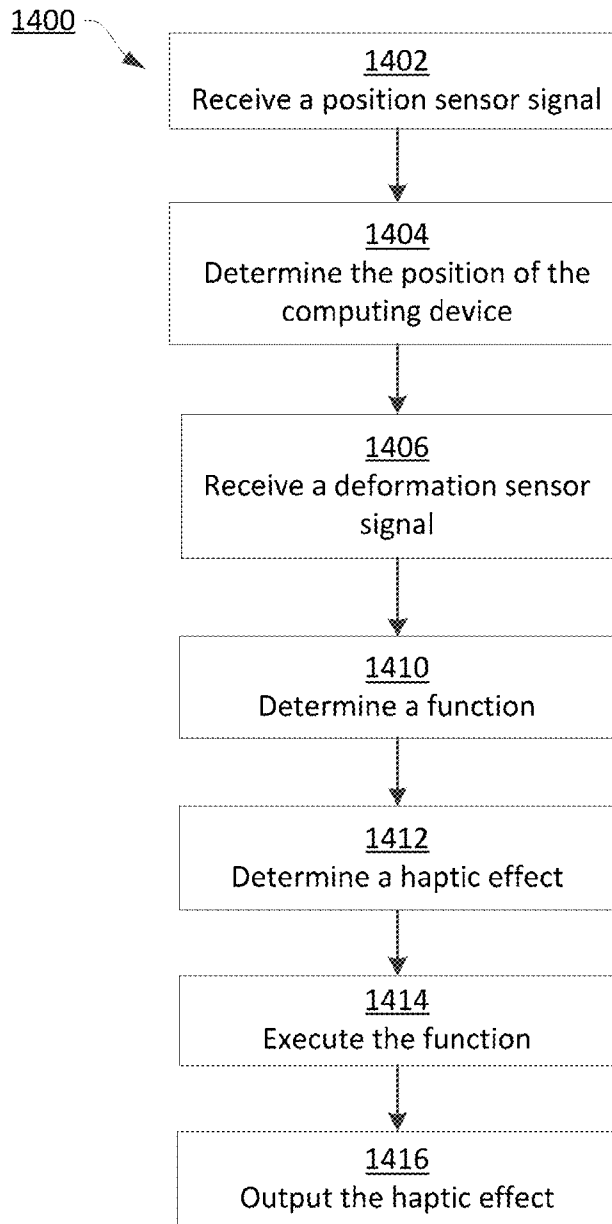 1400
1402
Receive a position sensor signal
1404
Determine the position of the
computing device
1406
Receive a deformation sensor
signal
1410
Determine a function
1412
Determine a haptic effect
1414
Execute the function
1416
Output the haptic effect